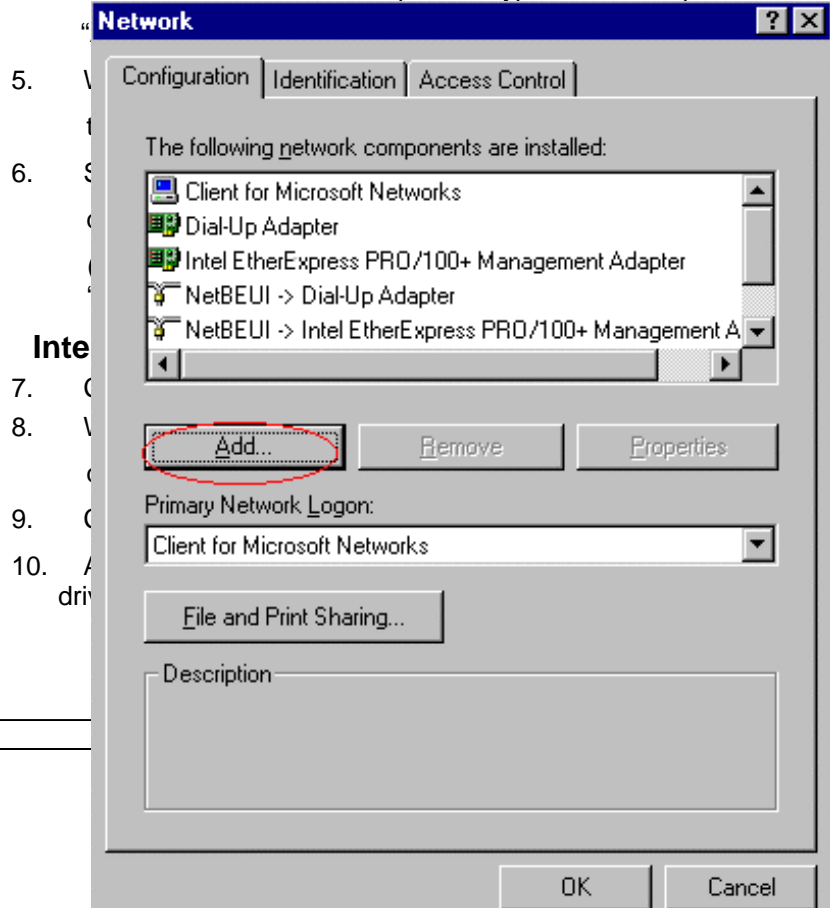 Network
5.
Configuration Identification Access Control
The following network components are installed:
6.
Client for Microsoft Networks
Dial-Up Adapter
Intel EtherExpress PRO/100+ Management Adapter
NetBEUI -> Dial-Up Adapter
NetBEUI -> Intel EtherExpress PRO/100+ Management A
Inte
7.
8.
Add... Remove Properties
9.
Primary Network Logon:
Client for Microsoft Networks
10.
dri
File and Print Sharing...
Description
OK Cancel